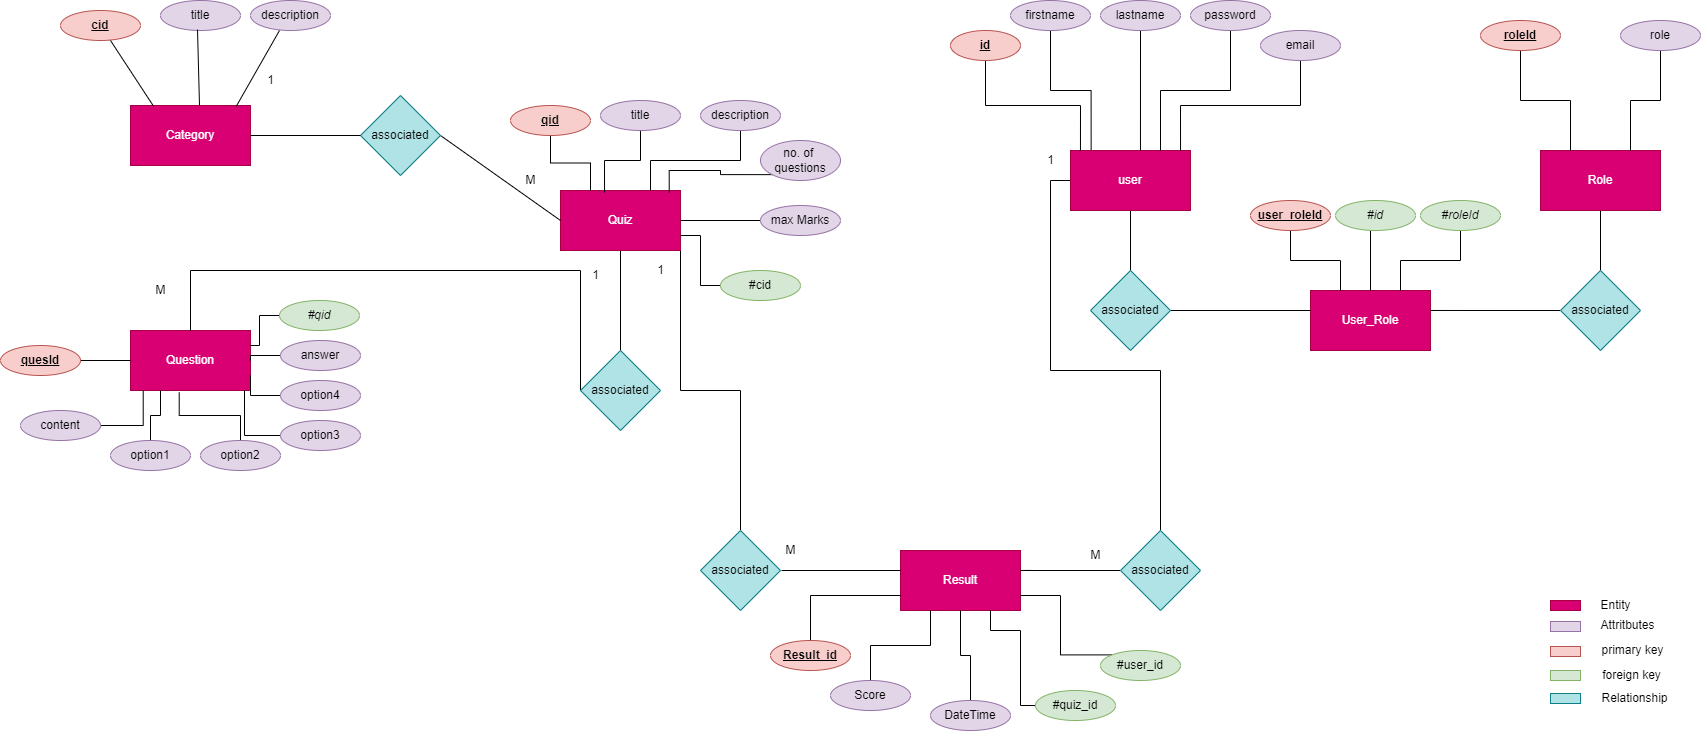 cid
title
description
1
Category
associated
M
qid
title
description
no. of
questions
Quiz
max Marks
#cid
1
1
M
#qid
quesId
Question
answer
option4
option3
content
option1
option2
associated
firstname
lastname
password
id
email
1
user
roleId
role
Role
user_roleId
#id
#roleId
associated
User_Role
associated
associated
M
Result
M
associated
Result_id
Score
DateTime
#quiz_id
#user_id
Entity
Attritbutes
primary key
foreign key
Relationship